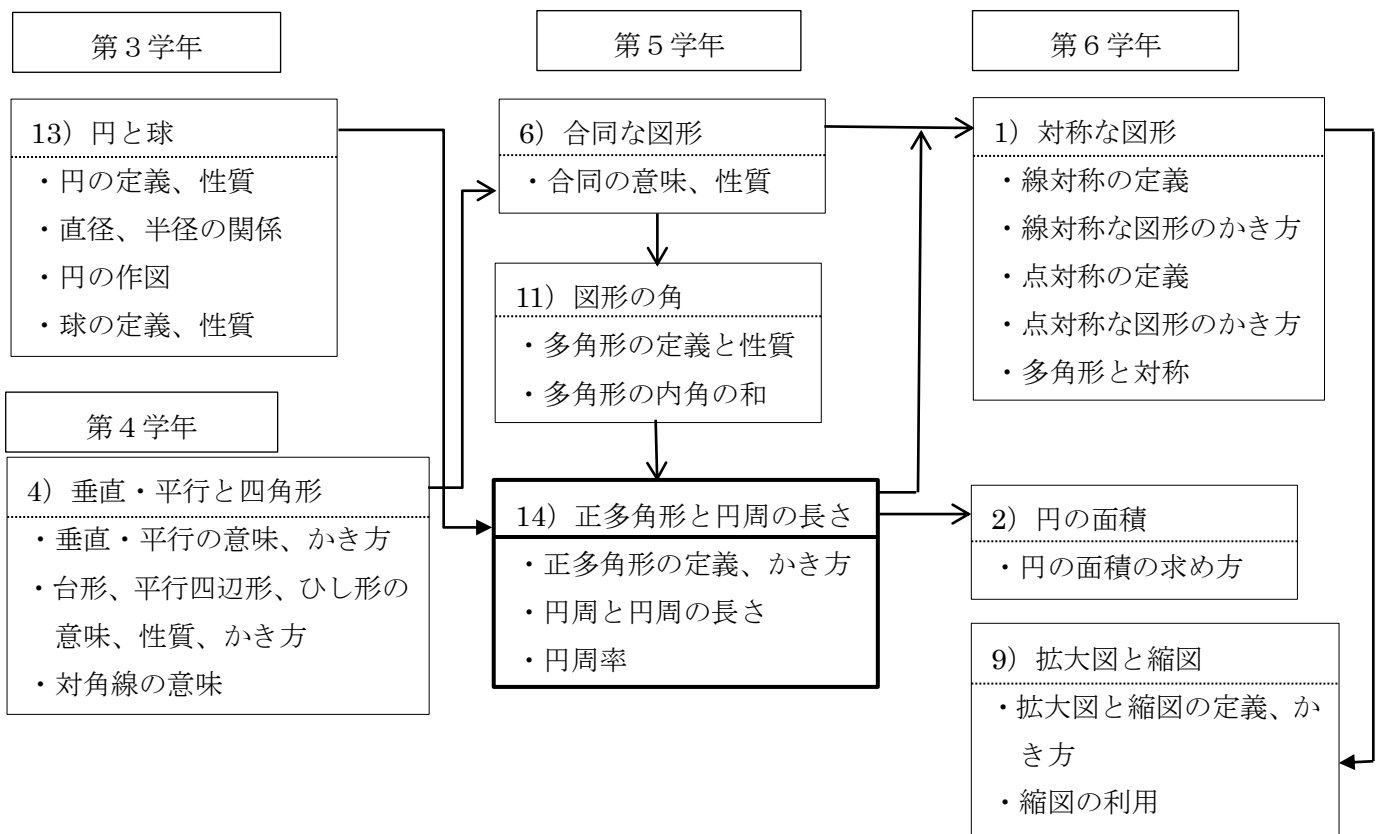 第３学年
13）円と球
・円の定義、性質
・直径、半径の関係
・円の作図
・球の定義、性質
第４学年
4）垂直・平行と四角形
・垂直・平行の意味、かき方
・台形、平行四辺形、ひし形の
意味、性質、かき方
・対角線の意味
第５学年
6）合同な図形
・合同の意味、性質
11）図形の角
・多角形の定義と性質
・多角形の内角の和
14）正多角形と円周の長さ
・正多角形の定義、かき方
・円周と円周の長さ
・円周率
第６学年
1）対称な図形
・線対称の定義
・線対称な図形のかき方
・点対称の定義
・点対称な図形のかき方
・多角形と対称
2）円の面積
・円の面積の求め方
9）拡大図と縮図
・拡大図と縮図の定義、か
き方
・縮図の利用